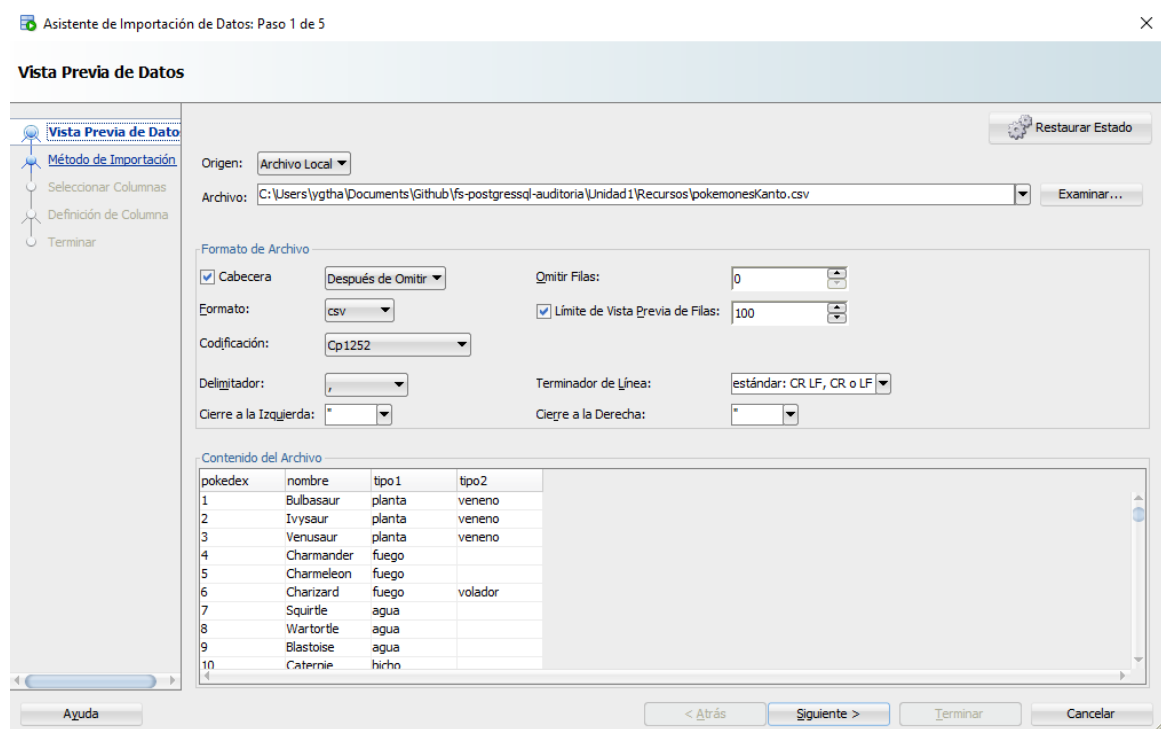 Asistente de Importación de Datos: Paso 1 de 5
Vista Previa de Datos
Vista Previa de Dato
Método de Importación
Seleccionar Columnas
Definición de Columna
Terminar
Restaurar Estado
Origen: Archivo Local
Archivo: C:\Users\ygtha\Documents\Github\fs-postgressql-auditoria\Unidad1\Recursos\pokemonesKanto.csv Examinar...
Formato de Archivo
Cabecera Después de Omitir Omitir Filas: 0
Formato: csv Límite de Vista Previa de Filas: 100
Codificación: Cp1252
Delimitador: , Terminador de Línea: estándar: CR LF, CR o LF
Cierre a la Izquierda: " Cierre a la Derecha: "
Contenido del Archivo
pokedex nombre tipo1 tipo2
1 Bulbasaur planta veneno
2 Ivysaur planta veneno
3 Venusaur planta veneno
4 Charmander fuego
5 Charmeleon fuego
6 Charizard fuego volador
7 Squirtle agua
8 Wartortle agua
9 Blastoise agua
10 Caterpie bicho
Ayuda < Atrás Siguiente > Terminar Cancelar